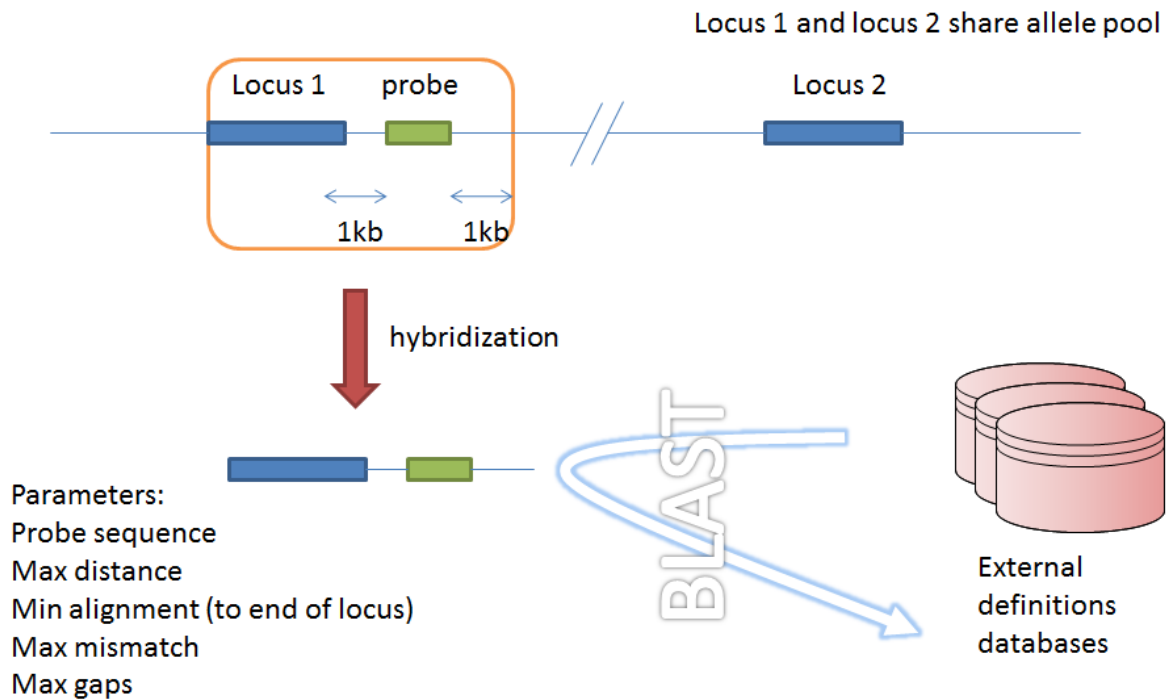 Locus 1 and locus 2 share allele pool
Locus 1
probe
Locus 2
1kb
1kb
hybridization
BLAST
Parameters:
Probe sequence
Max distance
Min alignment (to end of locus)
Max mismatch
Max gaps
External
definitions
databases